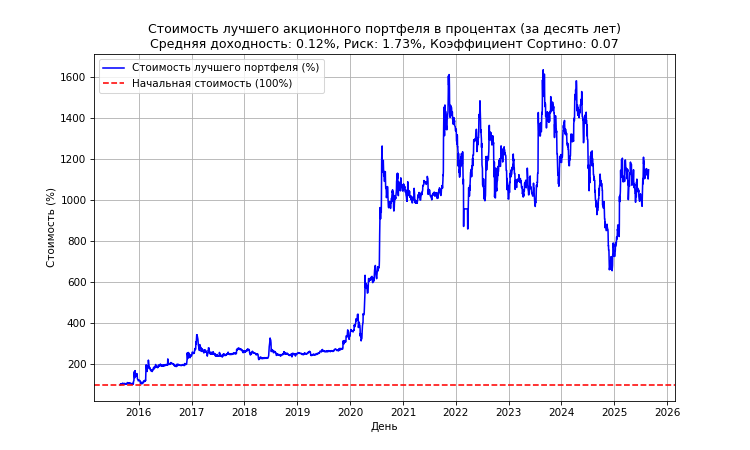 Стоимость лучшего акционного портфеля в процентах (за десять лет)
Средняя доходность: 0.12%, Риск: 1.73%, Коэффициент Сортино: 0.07
Стоимость лучшего портфеля (%)
Начальная стоимость (100%)
1600
1400
1200
1000
800
600
400
200
Стоимость (%)
2016 2017 2018 2019 2020 2021 2022 2023 2024 2025 2026
День